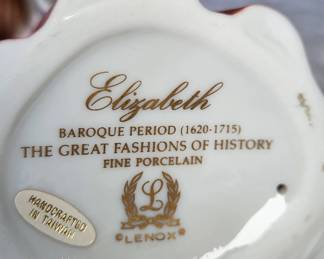 Elizabeth
BAROQUE PERIOD (1620-1715)
THE GREAT FASHIONS OF HISTORY
FINE PORCELAIN
L
©LENOX®
HANDCRAFTED
IN TAIWAN